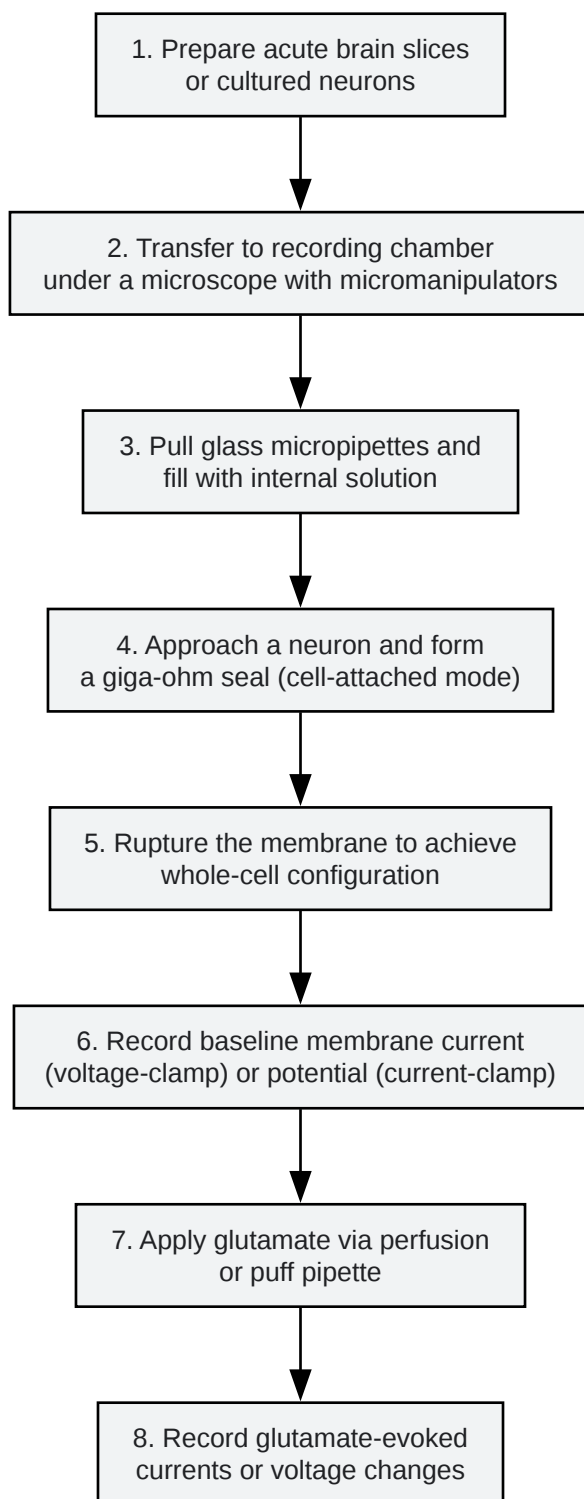 1. Prepare acute brain slices
or cultured neurons
2. Transfer to recording chamber
under a microscope with micromanipulators
3. Pull glass micropipettes and
fill with internal solution
4. Approach a neuron and form
a giga-ohm seal (cell-attached mode)
5. Rupture the membrane to achieve
whole-cell configuration
6. Record baseline membrane current
(voltage-clamp) or potential (current-clamp)
7. Apply glutamate via perfusion
or puff pipette
8. Record glutamate-evoked
currents or voltage changes